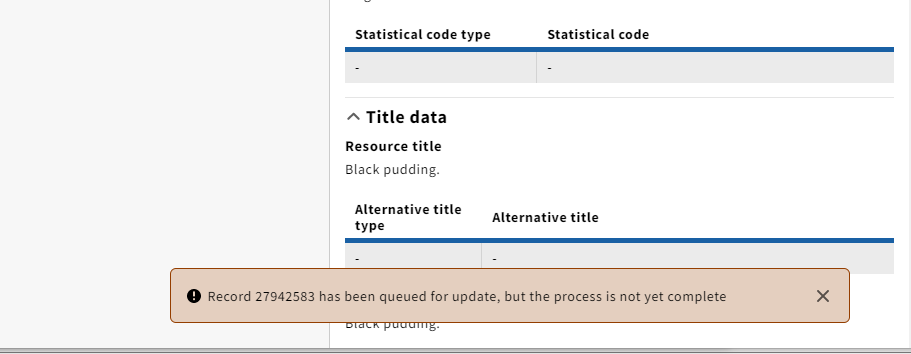 Statistical code type Statistical code
- -
Title data
Resource title
Black pudding.
Alternative title type Alternative title
- -
Record 27942583 has been queued for update, but the process is not yet complete
Black pudding.